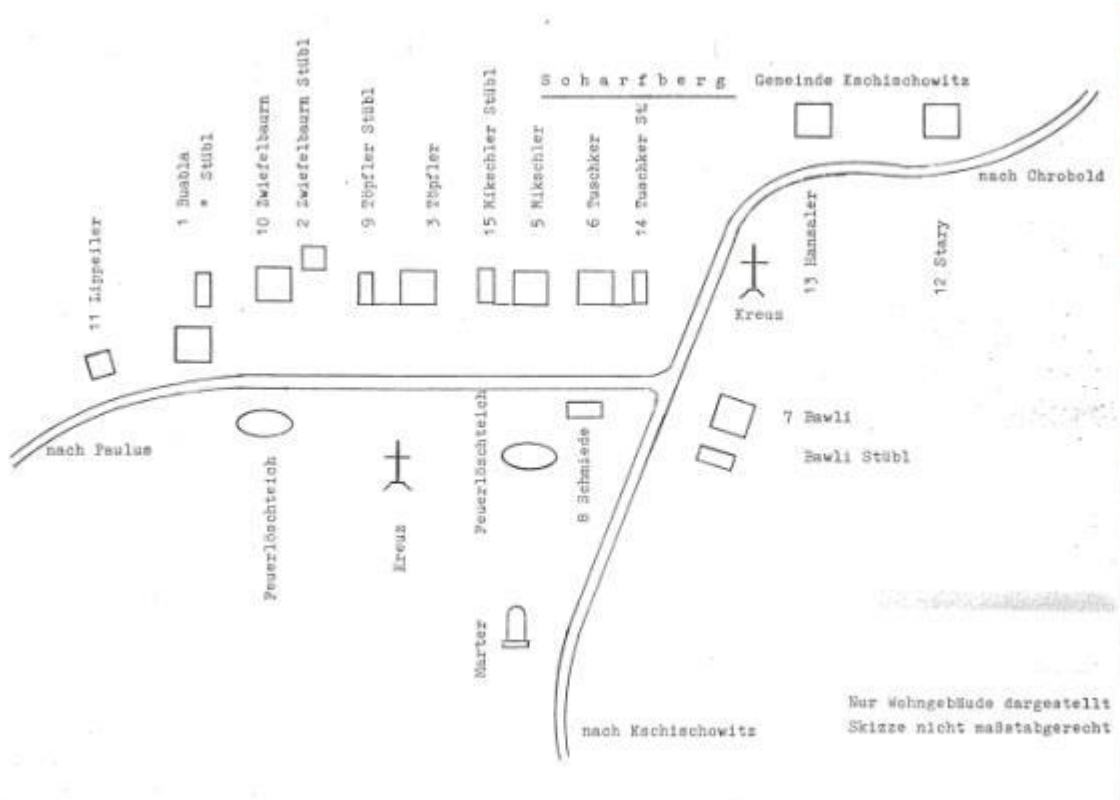 Scharfberg Gemeinde Kschischowitz
11 Lippeiler
1 Buabla
" Stübl
10 Zwiefelbaurn
2 Zwiefelbaurn Stübl
9 Töpfler Stübl
3 Töpfler
15 Mikschler Stübl
5 Mikschler
6 Tuschker
14 Tuschker St
nach Chrobold
13 Hansaler
12 Stary
Kreuz
7 Bawli
Bawli Stübl
nach Paulus
Feuerlöschteich
Kreuz
Feuerlöschteich
8 Schmiede
Marter
nach Kschischowitz
Nur Wohngebäude dargestellt
Skizze nicht maßstabgerecht